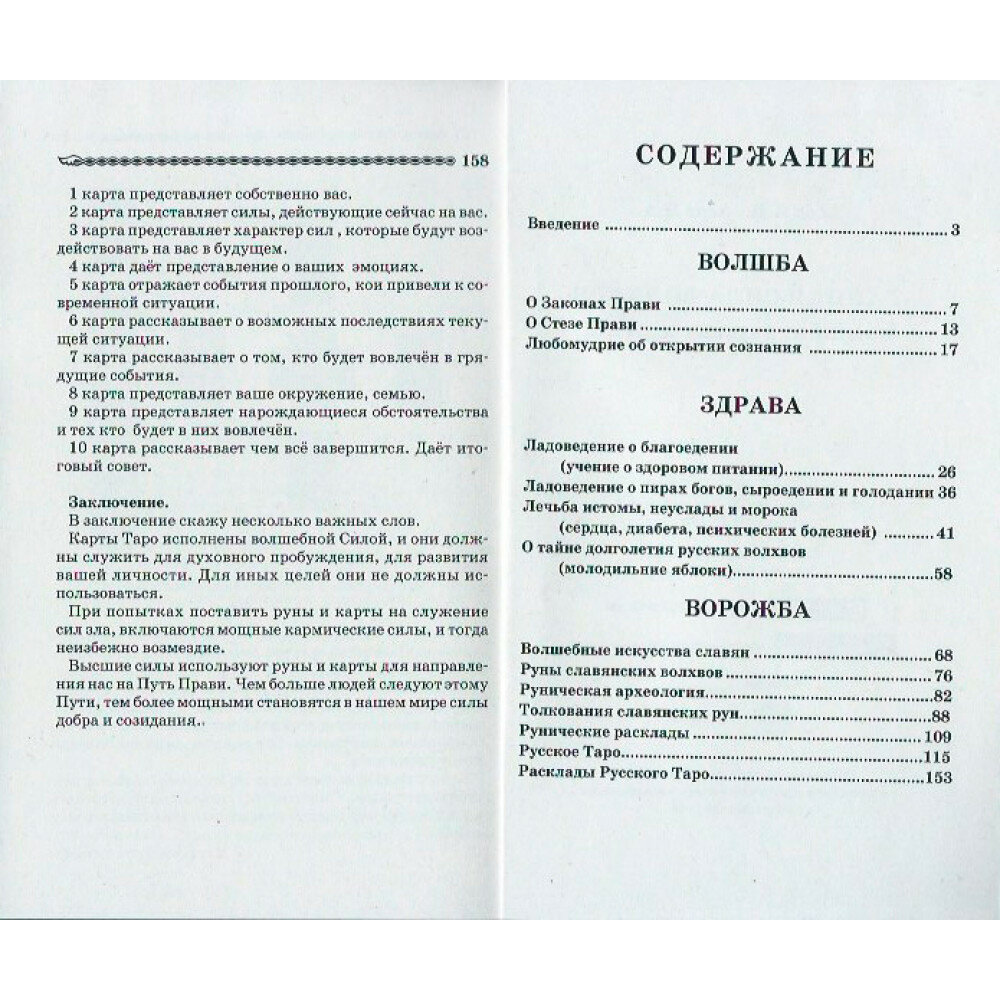 158
1 карта представляет собственно вас.
2 карта представляет силы, действующие сейчас на вас.
3 карта представляет характер сил , которые будут воз-
действовать на вас в будущем.
4 карта даёт представление о ваших эмоциях.
5 карта отражает события прошлого, кои привели к со-
временной ситуации.
6 карта рассказывает о возможных последствиях теку-
щей ситуации.
7 карта рассказывает о том, кто будет вовлечён в гря-
дущие события.
8 карта представляет ваше окружение, семью.
9 карта представляет нарождающиеся обстоятельства
и тех кто будет в них вовлечён.
10 карта рассказывает чем всё завершится. Даёт ито-
говый совет.
Заключение.
В заключение скажу несколько важных слов.
Карты Таро исполнены волшебной Силой, и они долж-
ны служить для духовного пробуждения, для развития
вашей личности. Для иных целей они не должны ис-
пользоваться.
При попытках поставить руны и карты на служение
сил зла, включаются мощные кармические силы, и тогда
неизбежно возмездие.
Высшие силы используют руны и карты для направле-
ния нас на Путь Прави. Чем больше людей следуют этому
Пути, тем более мощными становятся в нашем мире силы
добра и созидания..
СОДЕРЖАНИЕ
Введение ........................................................ 3
ВОЛШБА
О Законах Прави ............................................. 7
О Стезе Прави ................................................ 13
Любомудрие об открытии сознания .................... 17
ЗДРАВА
Ладоведение о благоедении
(учение о здоровом питании)......................... 26
Ладоведение о пирах богов, сыроедении и голодании 36
Лечьба истомы, неуслады и морока
(сердца, диабета, психических болезней) ........ 41
О тайне долголетия русских волхвов
(молодильние яблоки)................................. 58
ВОРОЖБА
Волшебные искусства славян ............................ 68
Руны славянских волхвов ................................. 76
Руническая археология..................................... 82
Толкования славянских рун............................... 88
Рунические расклады ...................................... 109
Русское Таро.................................................. 115
Расклады Русского Таро................................... 153